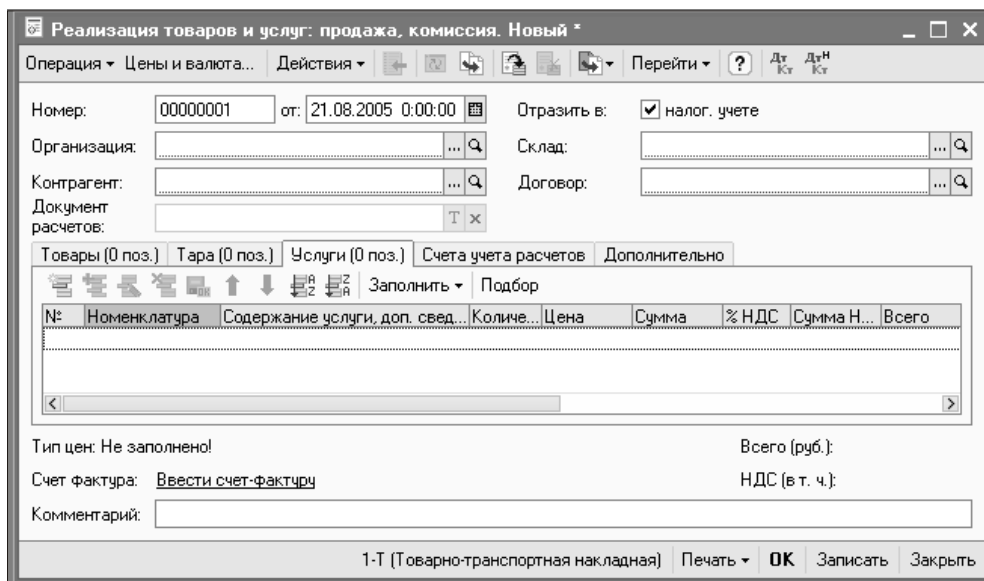 Реализация товаров и услуг: продажа, комиссия. Новый *
Операция Цены и валюта... Действия Перейти ? Дт Кт ДтН Кт
Номер: 00000001 от: 21.08.2005 0:00:00 Отразить в: налог. учете
Организация: ... Склад: ...
Контрагент: ... Договор: ...
Документ
расчетов: T x
Товары (0 поз.) Тара (0 поз.) Услуги (0 поз.) Счета учета расчетов Дополнительно
Заполнить Подбор
№ Номенклатура Содержание услуги, доп. свед... Количе... Цена Сумма % НДС Сумма Н... Всего
Тип цен: Не заполнено! Всего (руб.):
Счет фактура: Ввести счет-фактуру НДС (в т. ч.):
Комментарий:
1-Т (Товарно-транспортная накладная) Печать OK Записать Закрыть